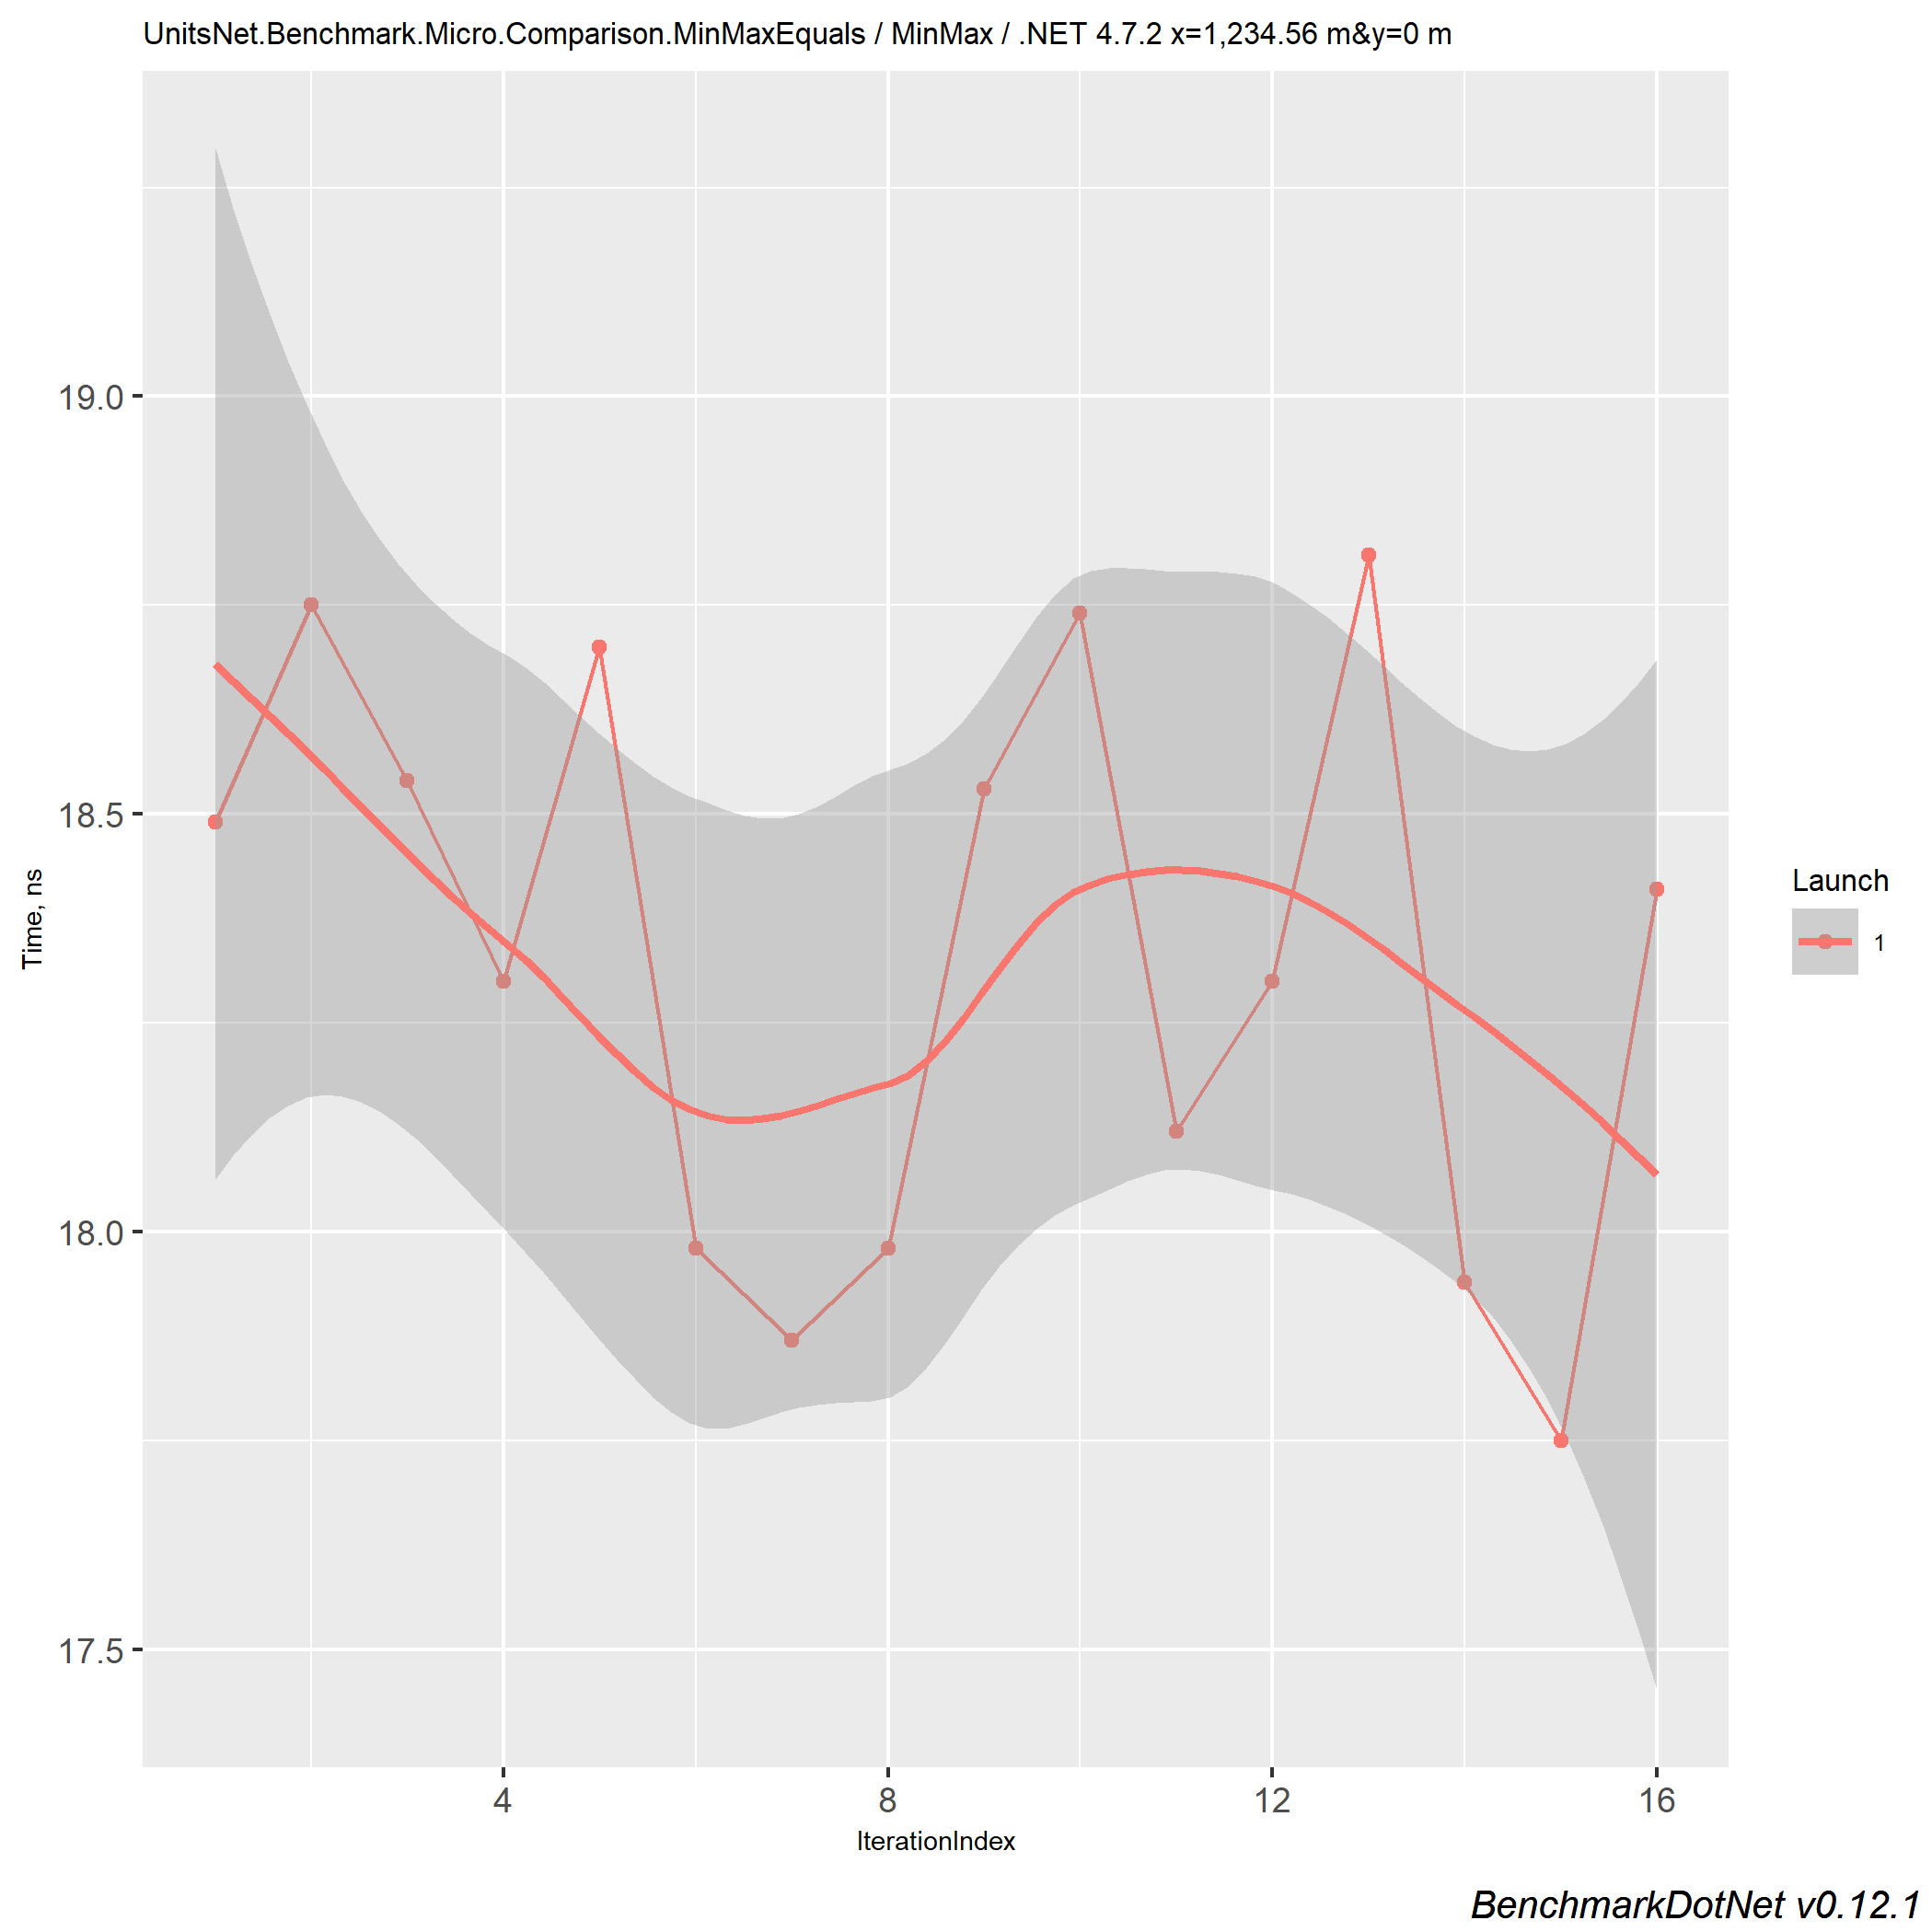 UnitsNet.Benchmark.Micro.Comparison.MinMaxEquals / MinMax / .NET 4.7.2 x=1,234.56 m&y=0 m
19.0
18.5
18.0
17.5
Time, ns
4 8 12 16
IterationIndex
Launch
1
BenchmarkDotNet v0.12.1